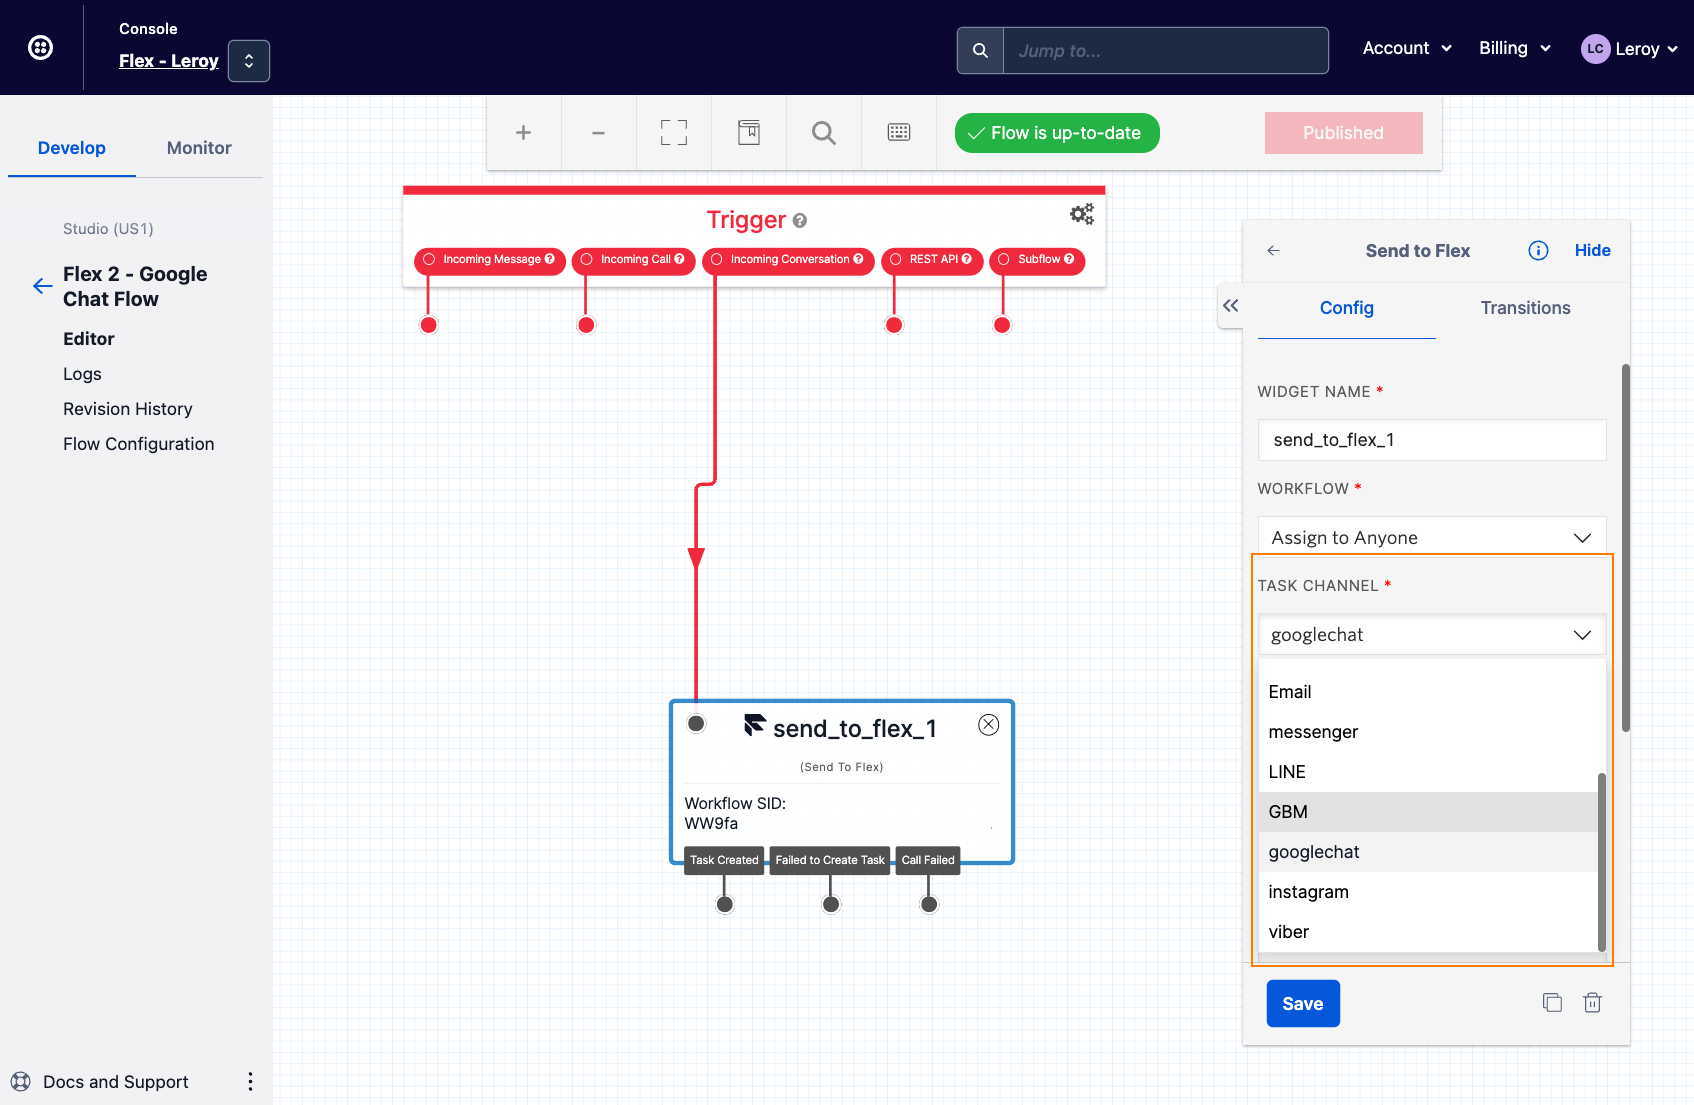 Console
Flex - Leroy
Jump to...
Account
Billing
LC
Leroy
Develop
Monitor
Flow is up-to-date
Published
Studio (US1)
Flex 2 - Google
Chat Flow
Editor
Logs
Revision History
Flow Configuration
Docs and Support
Trigger ?
Incoming Message ?
Incoming Call ?
Incoming Conversation ?
REST API ?
Subflow ?
send_to_flex_1
(Send To Flex)
Workflow SID:
WW9fa
Task Created
Failed to Create Task
Call Failed
Send to Flex
Hide
Config
Transitions
WIDGET NAME *
send_to_flex_1
WORKFLOW *
Assign to Anyone
TASK CHANNEL *
googlechat
Email
messenger
LINE
GBM
googlechat
instagram
viber
Save